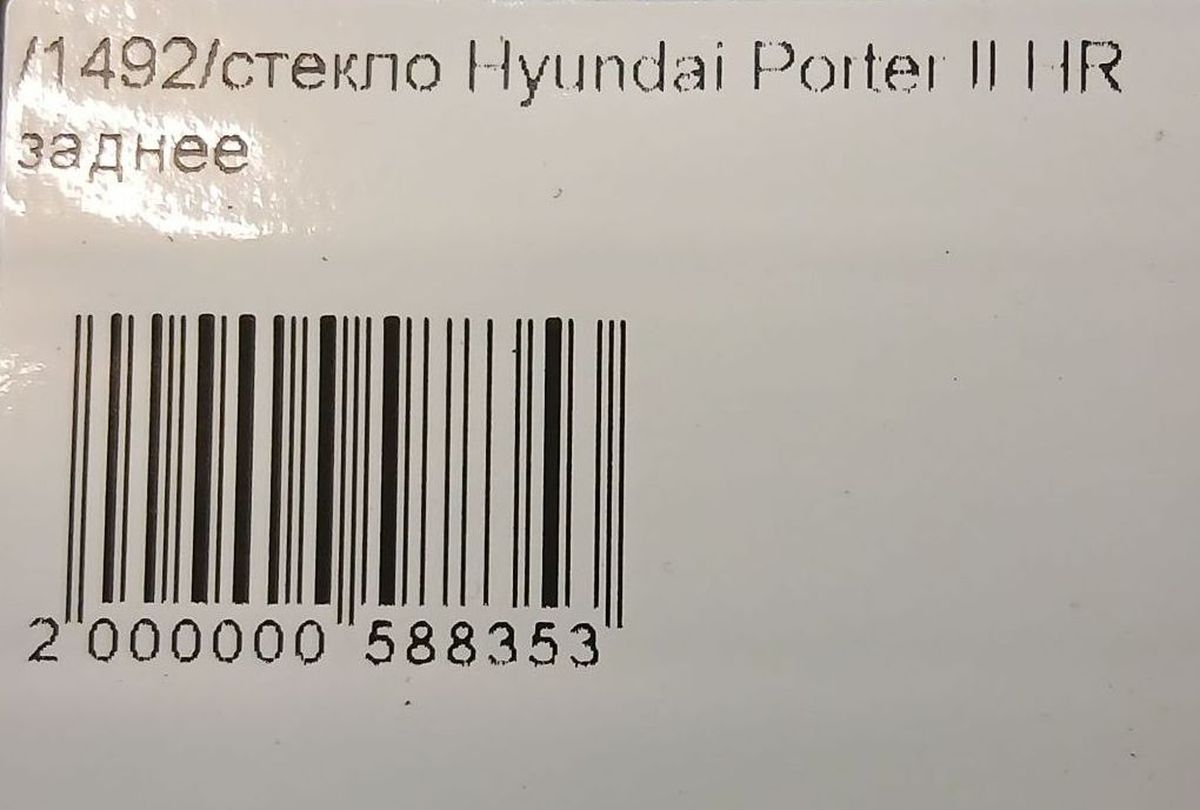 /1492/стекло Hyundai Porter II HR
заднее
2 000000 588353